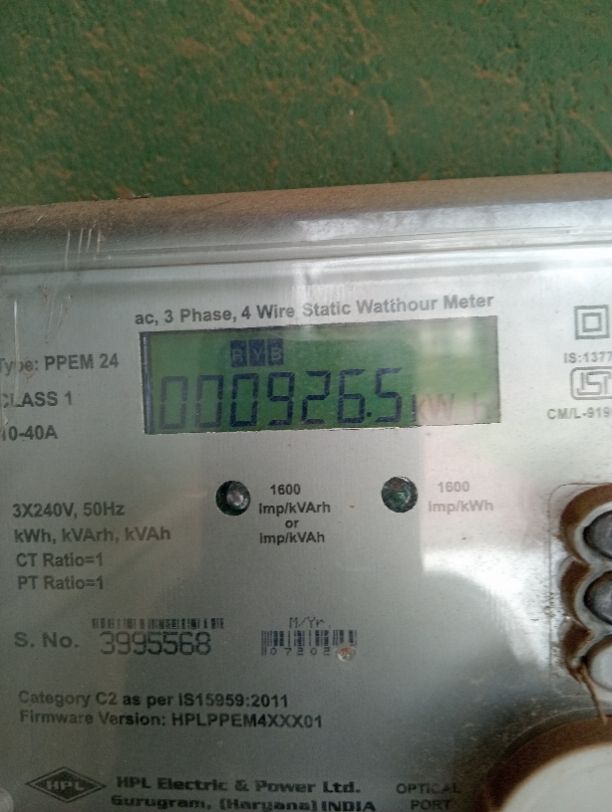 ac, 3 Phase, 4 Wire Static Watthour Meter
Type: PPEM 24
RYB
IS:1377
CLASS 1
000926.5 kW h
CM/L-919
10-40A
1600
Imp/kVArh
or
Imp/kVAh
1600
Imp/kWh
3X240V, 50Hz
kWh, kVArh, kVAh
CT Ratio=1
PT Ratio=1
M/Yr.
S. No. 3995568
Category C2 as per IS15959:2011
Firmware Version: HPLPPEM4XXX01
HPL
HPL Electric & Power Ltd.
Gurugram, (Haryana) INDIA
OPTICAL
PORT